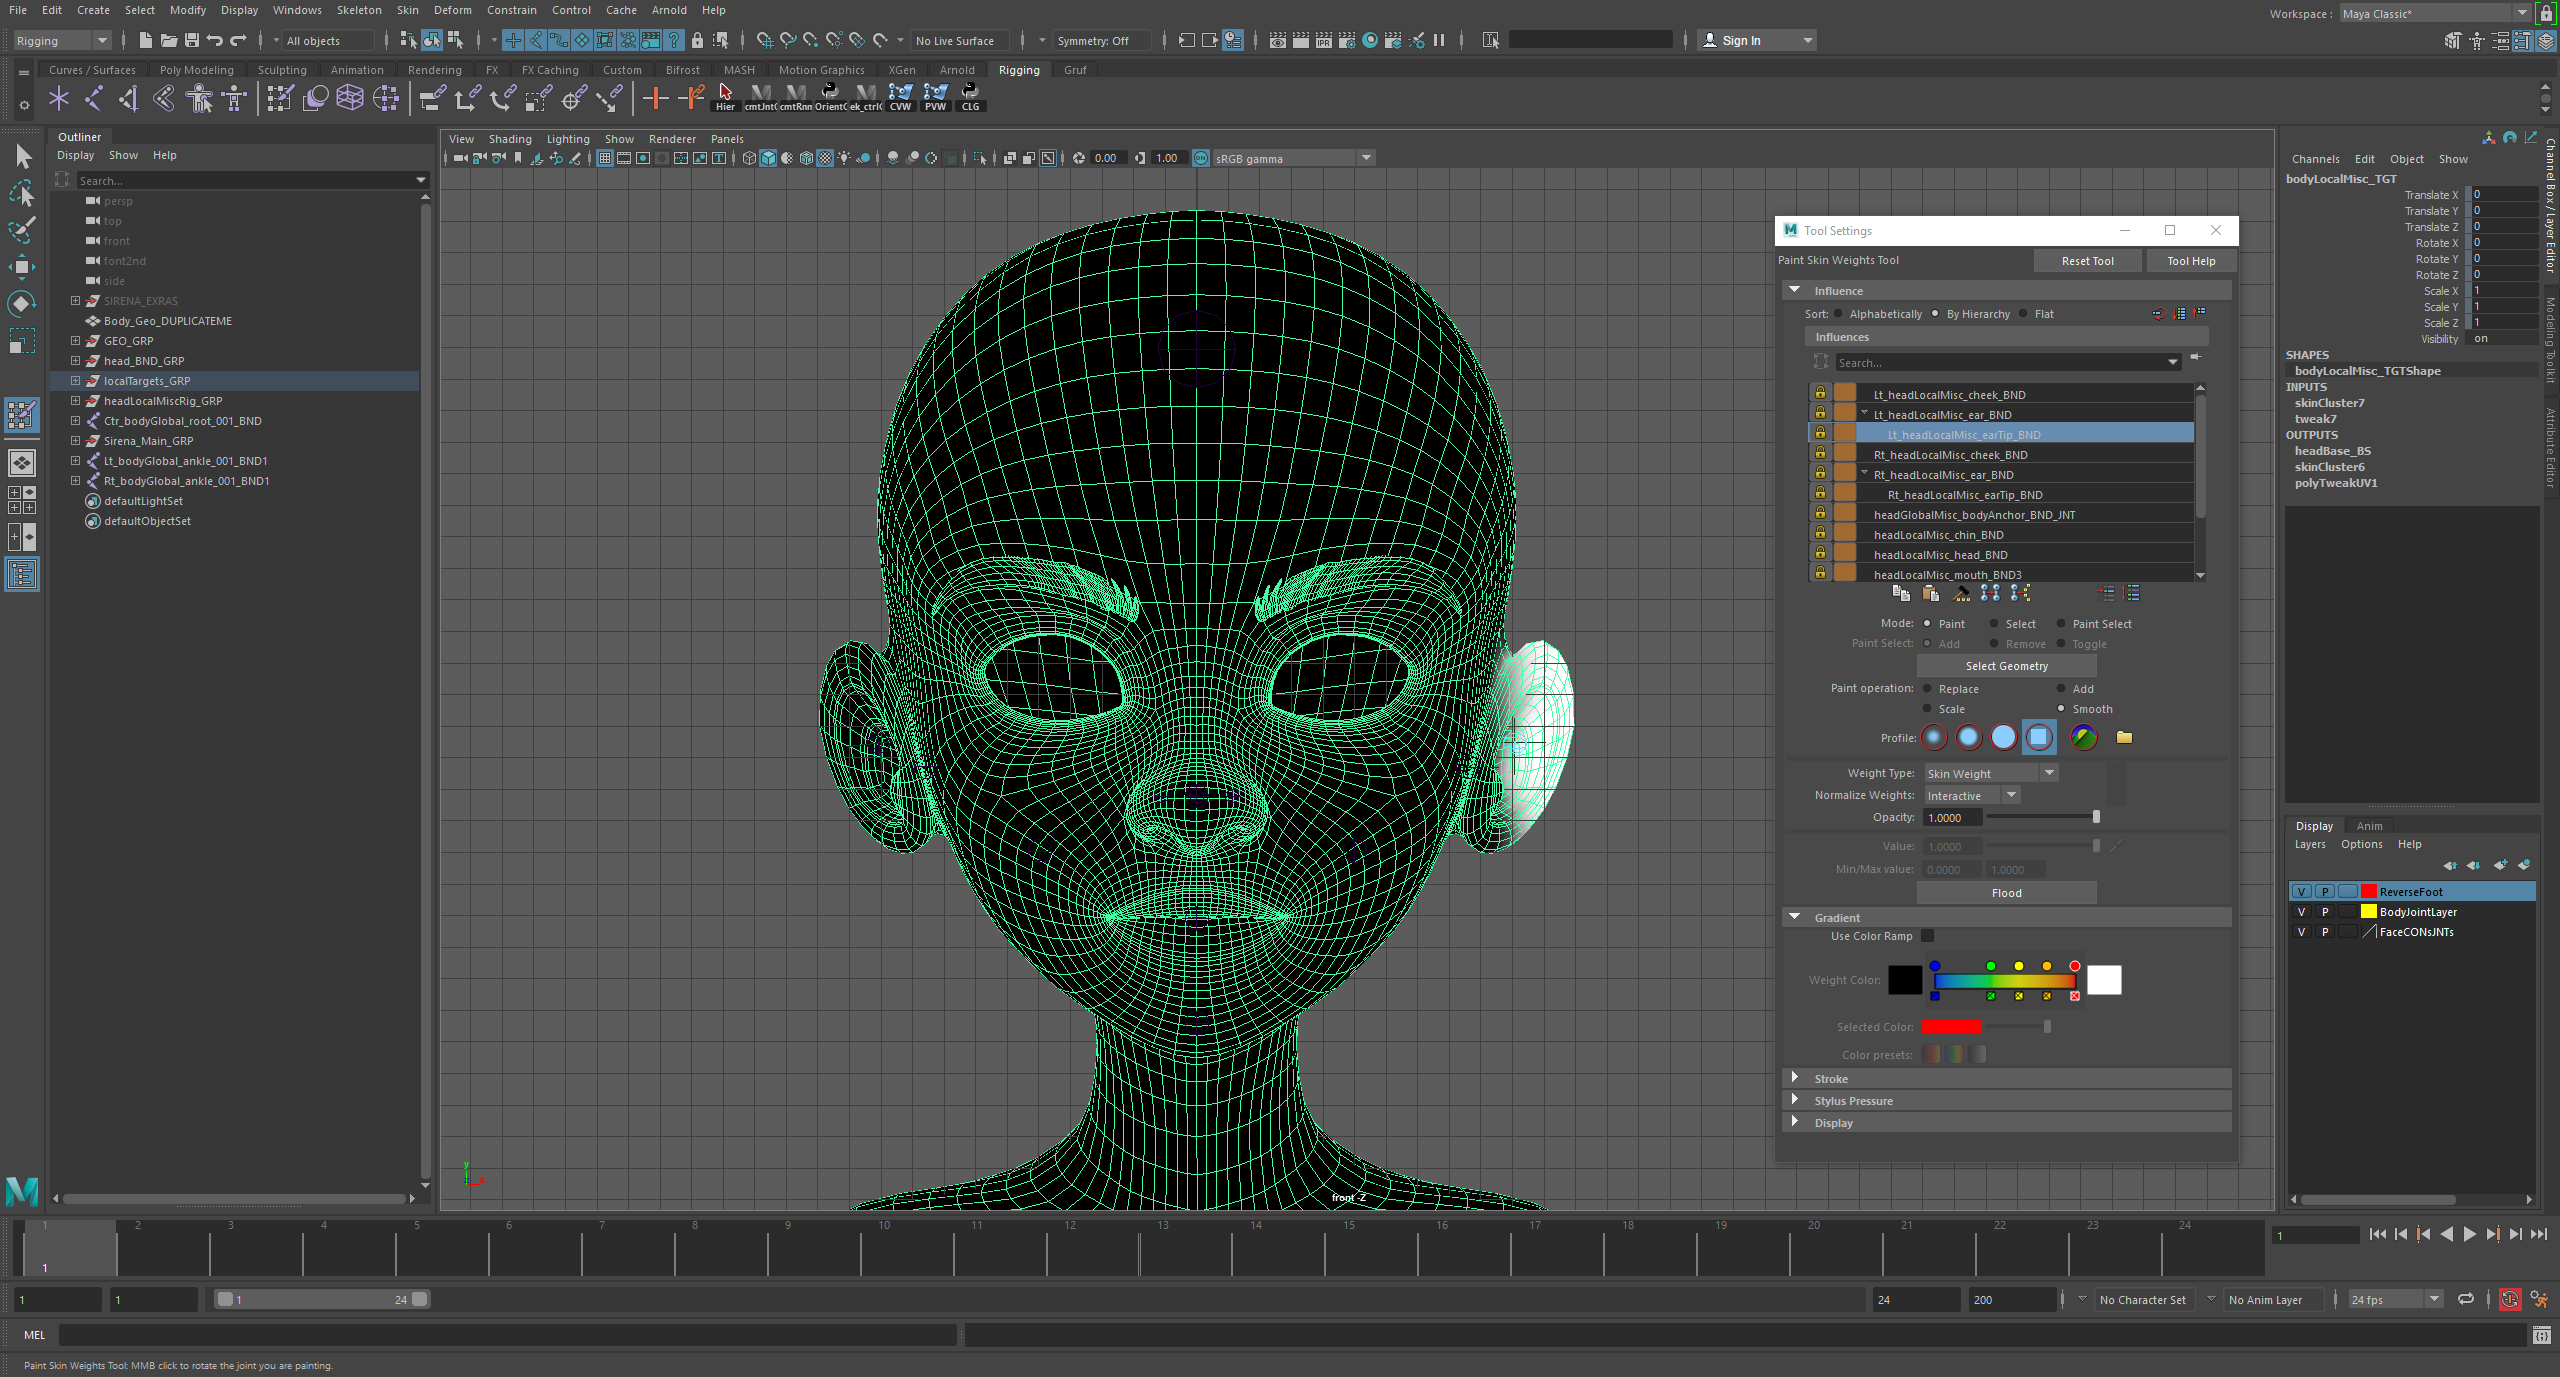 File Edit Create Select Modify Display Windows Skeleton Skin Deform Constrain Control Cache Arnold Help
Workspace : Maya Classic*
Rigging All objects No Live Surface Symmetry: Off Sign In
Curves / Surfaces Poly Modeling Sculpting Animation Rendering FX FX Caching Custom Bifrost MASH Motion Graphics XGen Arnold Rigging Gruf
Hier cmtJntC cmtRnm OrientC ek_ctrlC CVW PVW CLG
Outliner
Display Show Help
Search...
persp
top
front
font2nd
side
SIRENA_EXRAS
Body_Geo_DUPLICATEME
GEO_GRP
head_BND_GRP
localTargets_GRP
headLocalMiscRig_GRP
Ctr_bodyGlobal_root_001_BND
Sirena_Main_GRP
Lt_bodyGlobal_ankle_001_BND1
Rt_bodyGlobal_ankle_001_BND1
defaultLightSet
defaultObjectSet
View Shading Lighting Show Renderer Panels
0.00 1.00 ON sRGB gamma
y
x
front -Z
Tool Settings
Paint Skin Weights Tool Reset Tool Tool Help
Influence
Sort: Alphabetically By Hierarchy Flat
Influences
Search...
Lt_headLocalMisc_cheek_BND
Lt_headLocalMisc_ear_BND
Lt_headLocalMisc_earTip_BND
Rt_headLocalMisc_cheek_BND
Rt_headLocalMisc_ear_BND
Rt_headLocalMisc_earTip_BND
headGlobalMisc_bodyAnchor_BND_JNT
headLocalMisc_chin_BND
headLocalMisc_head_BND
headLocalMisc_mouth_BND3
Mode: Paint Select Paint Select
Paint Select: Add Remove Toggle
Select Geometry
Paint operation: Replace Add
Scale Smooth
Profile:
Weight Type: Skin Weight
Normalize Weights: Interactive
Opacity: 1.0000
Value: 1.0000
Min/Max value: 0.0000 1.0000
Flood
Gradient
Use Color Ramp
Weight Color:
Selected Color:
Color presets:
Stroke
Stylus Pressure
Display
Channels Edit Object Show
bodyLocalMisc_TGT
Translate X 0
Translate Y 0
Translate Z 0
Rotate X 0
Rotate Y 0
Rotate Z 0
Scale X 1
Scale Y 1
Scale Z 1
Visibility on
SHAPES
bodyLocalMisc_TGTShape
INPUTS
skinCluster7
tweak7
OUTPUTS
headBase_BS
skinCluster6
polyTweakUV1
Channel Box / Layer Editor
Modeling Toolkit
Attribute Editor
Display Anim
Layers Options Help
V P ReverseFoot
V P BodyJointLayer
V P FaceCONsJNTs
1 2 3 4 5 6 7 8 9 10 11 12 13 14 15 16 17 18 19 20 21 22 23 24
1
1
1 1 1 24 24 200 No Character Set No Anim Layer 24 fps
MEL
Paint Skin Weights Tool: MMB click to rotate the joint you are painting.